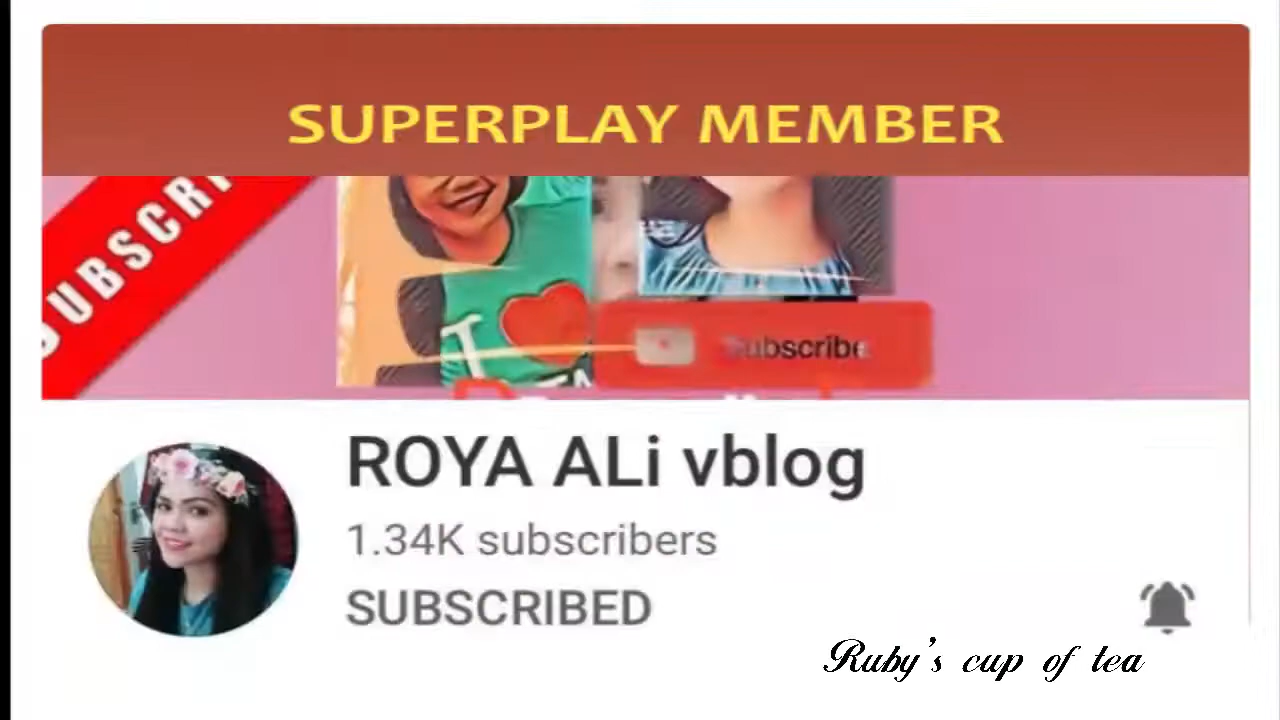 SUPERPLAY MEMBER
SUBSCRI
I
Subscribe
ROYA ALi vblog
1.34K subscribers
SUBSCRIBED
Ruby's cup of tea